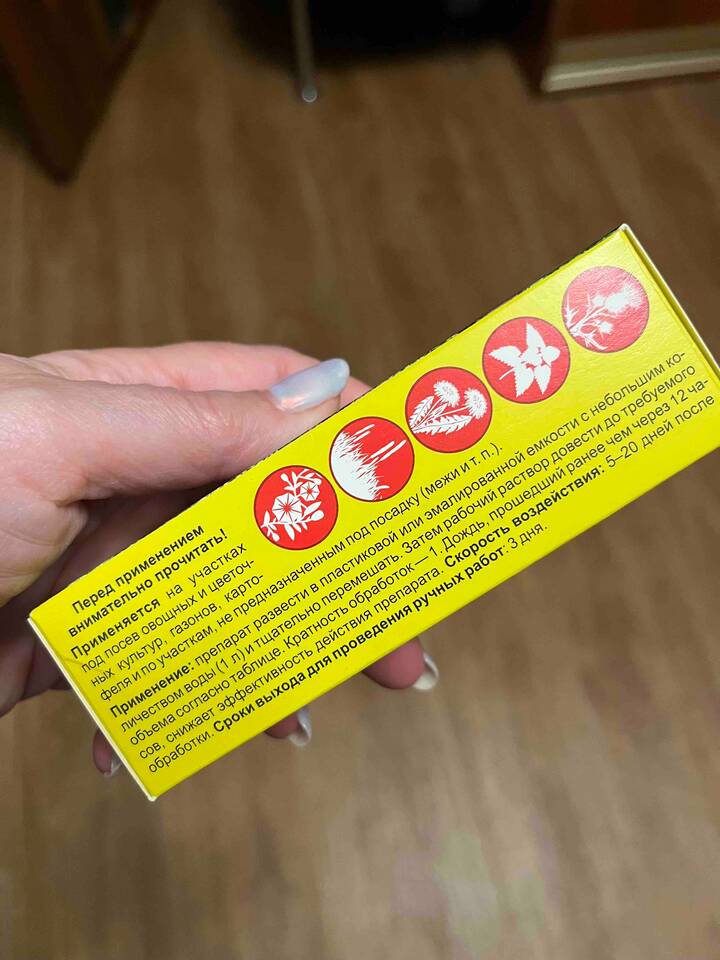 Перед применением
внимательно прочитать!
Применяется на участках
под посев овощных и цветоч-
ных культур, газонов, карто-
феля и по участкам, не предназначенным под посадку (межи и т. п.).
Применение: препарат развести в пластиковой или эмалированной емкости с небольшим ко-
личеством воды (1 л) и тщательно перемешать. Затем рабочий раствор довести до требуемого
объема согласно таблице. Кратность обработок — 1. Дождь, прошедший ранее чем через 12 ча-
сов, снижает эффективность действия препарата. Скорость воздействия: 5–20 дней после
обработки. Сроки выхода для проведения ручных работ: 3 дня.